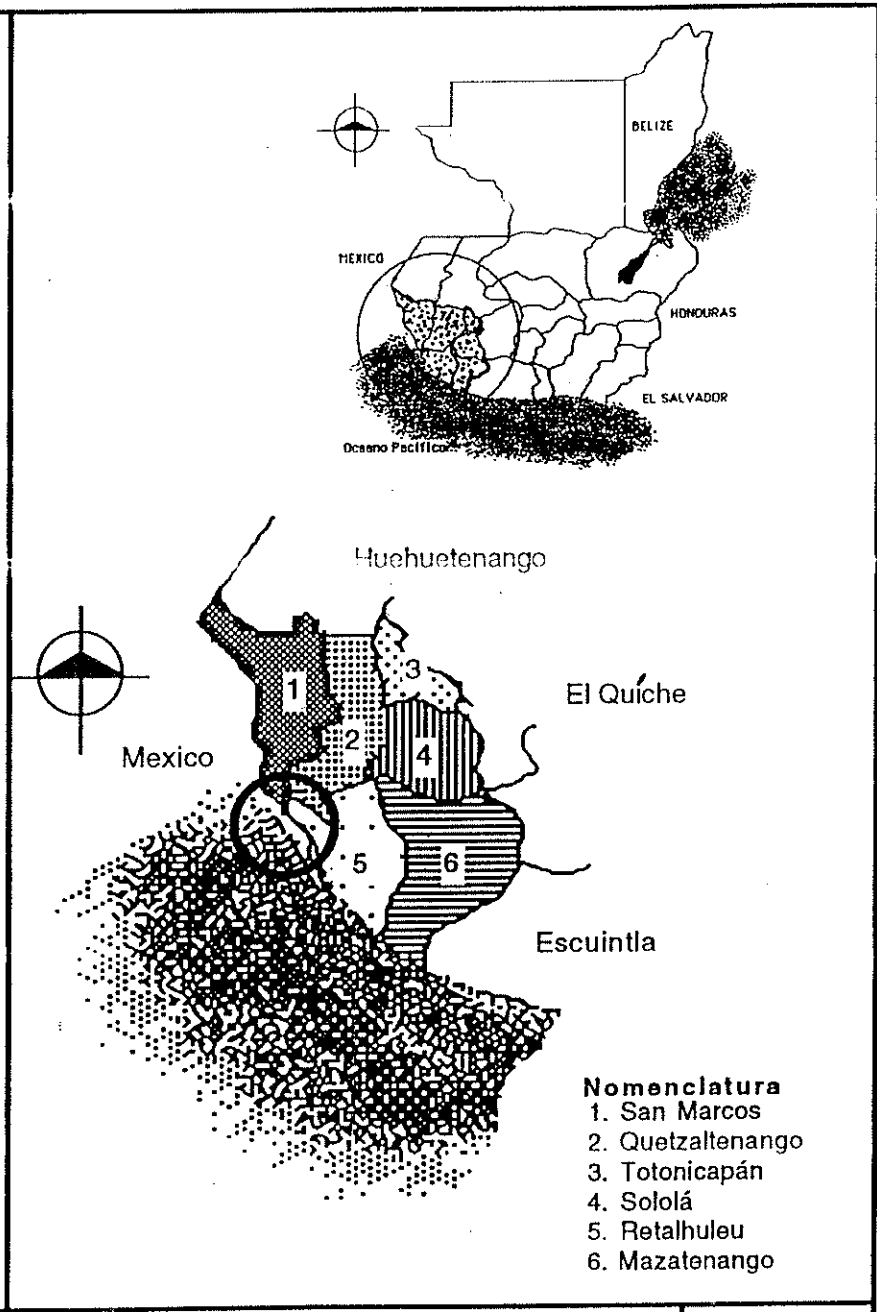 BELIZE
MEXICO
HONDURAS
EL SALVADOR
Oceano Pacifico
Huehuetenango
El Quíche
Mexico
1
2
3
4
5
6
Escuintla
Nomenclatura
1. San Marcos
2. Quetzaltenango
3. Totonicapán
4. Sololá
5. Retalhuleu
6. Mazatenango